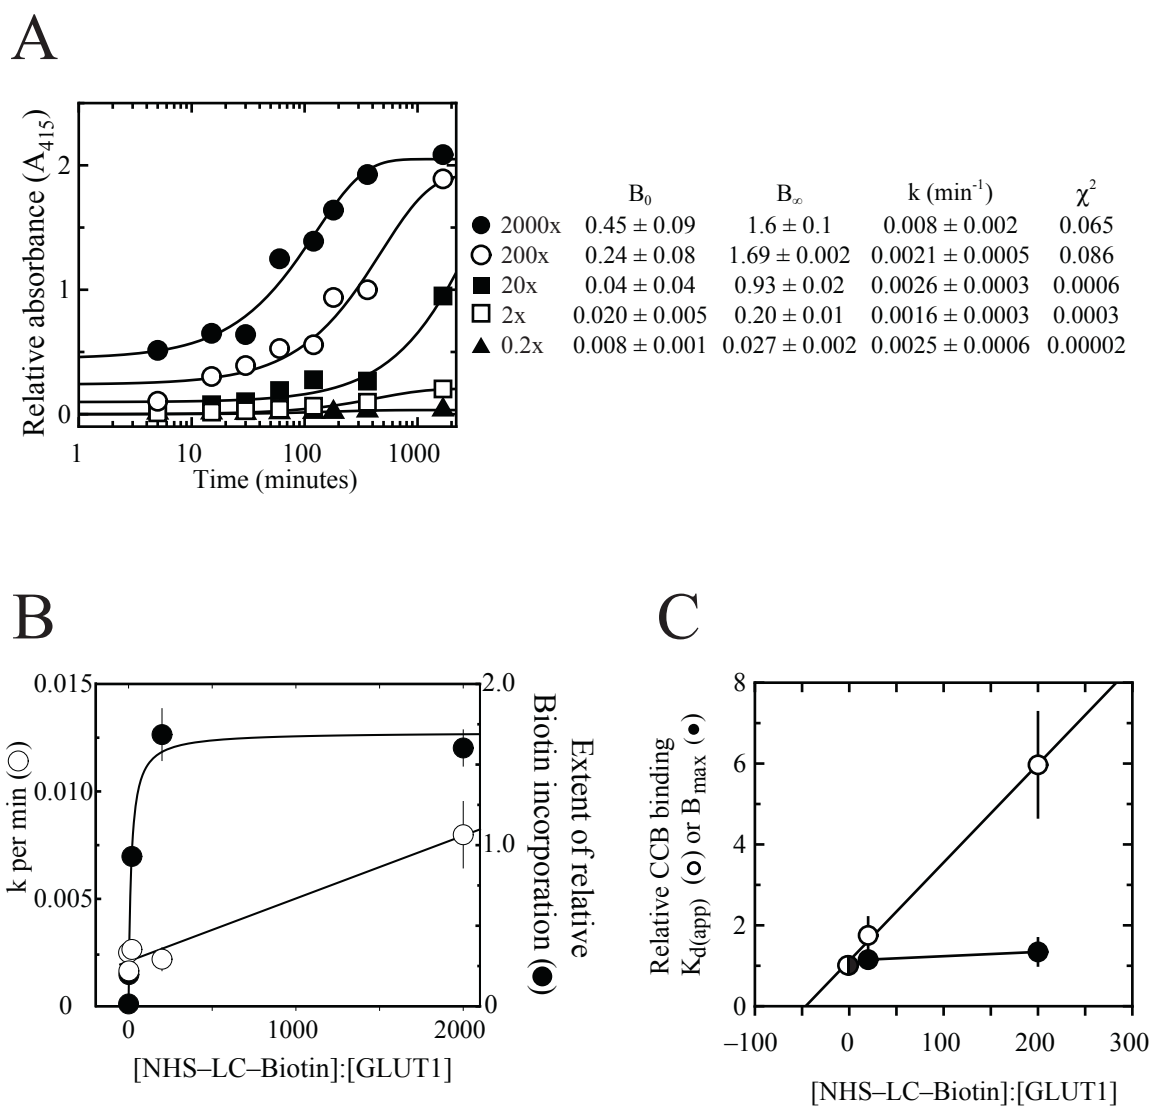 A
Relative absorbance (A415)
2
1
0
1 10 100 1000
Time (minutes)
B0 B∞ k (min-1) χ2
2000x 0.45 ± 0.09 1.6 ± 0.1 0.008 ± 0.002 0.065
200x 0.24 ± 0.08 1.69 ± 0.002 0.0021 ± 0.0005 0.086
20x 0.04 ± 0.04 0.93 ± 0.02 0.0026 ± 0.0003 0.0006
2x 0.020 ± 0.005 0.20 ± 0.01 0.0016 ± 0.0003 0.0003
0.2x 0.008 ± 0.001 0.027 ± 0.002 0.0025 ± 0.0006 0.00002
B
k per min (○)
0.015
0.010
0.005
0
2.0
1.0
0
Extent of relative
Biotin incorporation (●)
0 1000 2000
[NHS–LC–Biotin]:[GLUT1]
C
Relative CCB binding
Kd(app) (o) or Bmax (●)
8
6
4
2
0
–100 0 100 200 300
[NHS–LC–Biotin]:[GLUT1]